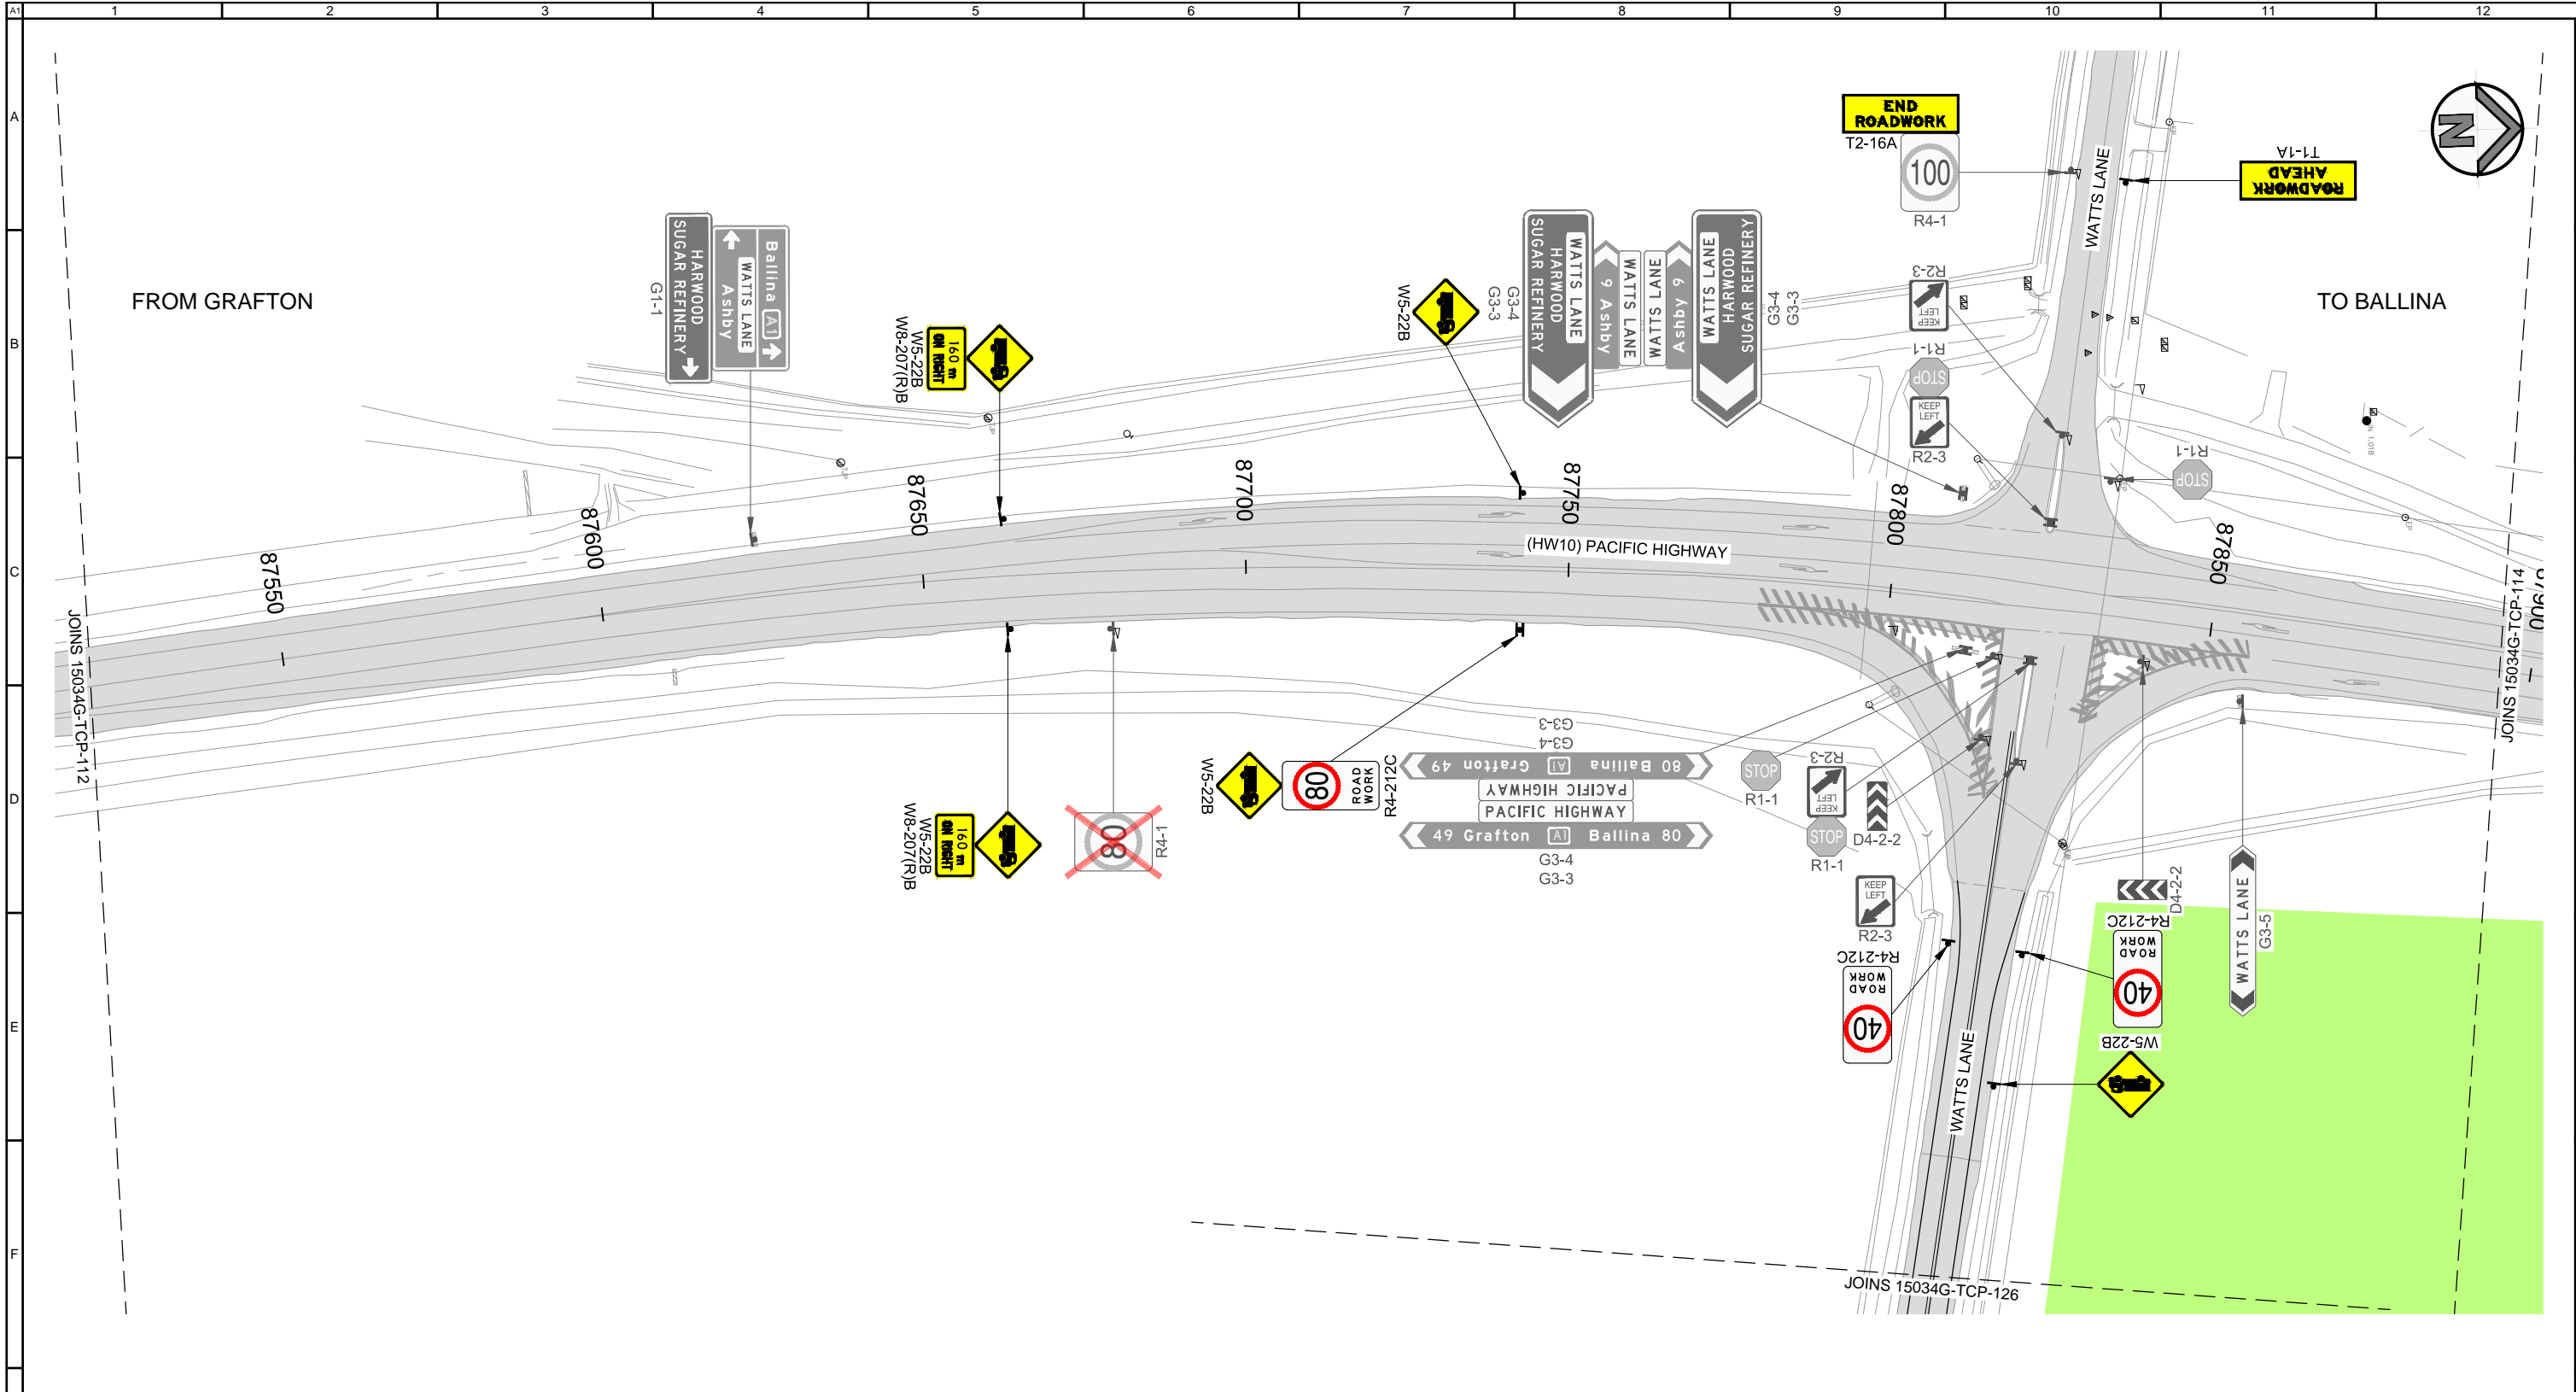 A1
1
2
3
4
5
6
7
8
9
10
11
12
A
B
C
D
E
F
FROM GRAFTON
TO BALLINA
N
END
ROADWORK
T2-16A
100
R4-1
WATTS LANE
T1-1A
ROADWORK
AHEAD
HARWOOD
SUGAR REFINERY
G1-1
Ballina A1
WATTS LANE
Ashby
160 m
ON RIGHT
W5-22B
W8-207(R)B
W5-22B
G3-4
G3-3
WATTS LANE
HARWOOD
SUGAR REFINERY
9 Ashby
WATTS LANE
WATTS LANE
Ashby 9
WATTS LANE
HARWOOD
SUGAR REFINERY
G3-4
G3-3
R2-3
KEEP
LEFT
R1-1
STOP
KEEP
LEFT
R2-3
R1-1
STOP
EP
87550
87600
87650
87700
87750
87800
87850
87900
(HW10) PACIFIC HIGHWAY
JOINS 15034G-TCP-112
JOINS 15034G-TCP-114
160 m
ON RIGHT
W5-22B
W8-207(R)B
80
R4-1
W5-22B
80
ROAD
WORK
R4-212C
G3-3
G3-4
49 Grafton A1 Ballina 80
PACIFIC HIGHWAY
PACIFIC HIGHWAY
49 Grafton A1 Ballina 80
G3-4
G3-3
STOP
R1-1
R2-3
KEEP
LEFT
STOP
R1-1
D4-2-2
KEEP
LEFT
R2-3
R4-212C
ROAD
WORK
40
D4-2-2
R4-212C
ROAD
WORK
40
WATTS LANE
G3-5
W5-22B
WATTS LANE
JOINS 15034G-TCP-126